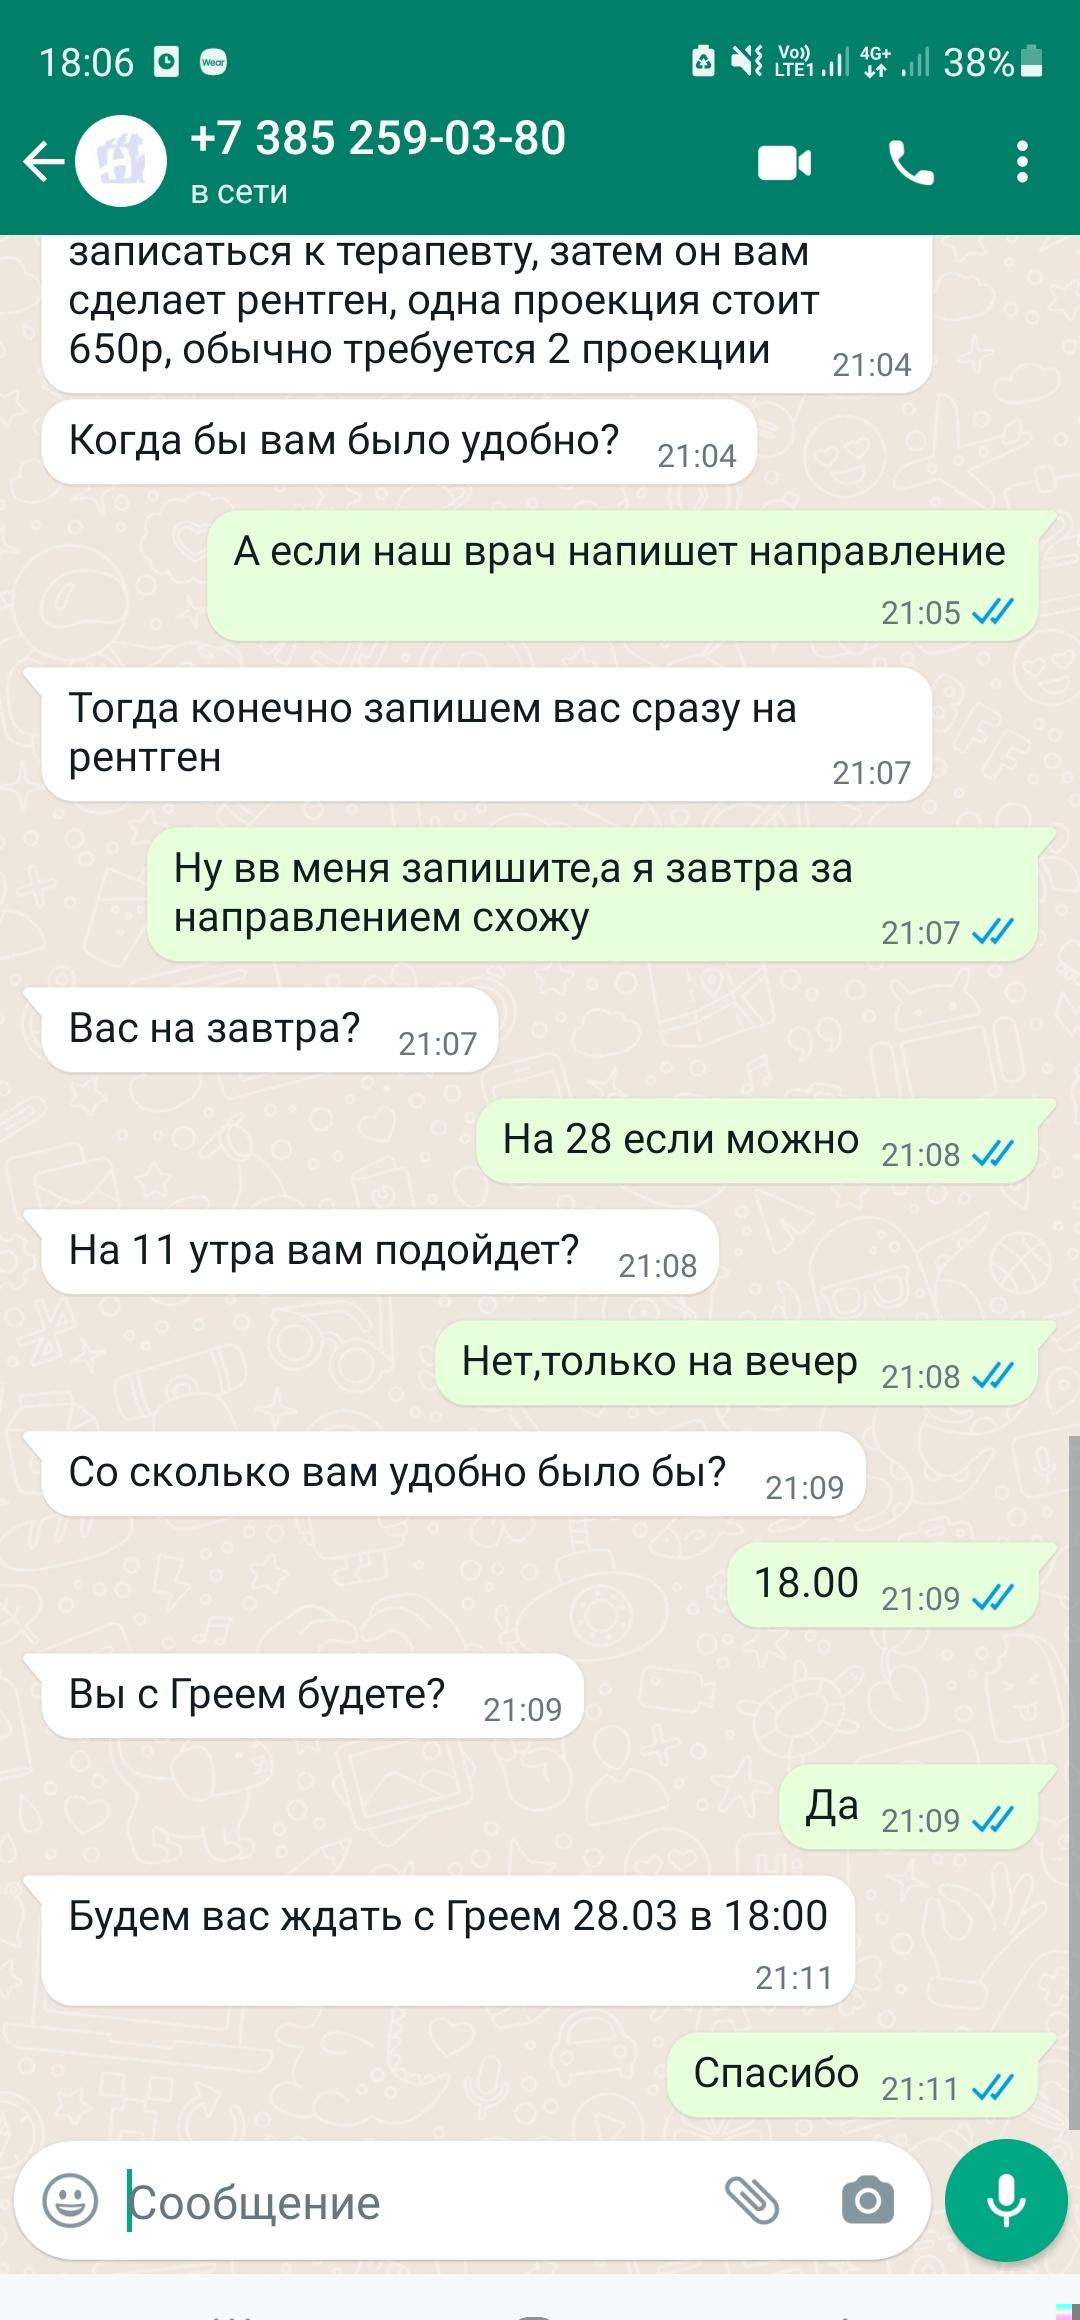 18:06
Wear
Vo))
LTE1
4G+
38%
+7 385 259-03-80
в сети
записаться к терапевту, затем он вам
сделает рентген, одна проекция стоит
650р, обычно требуется 2 проекции
21:04
Когда бы вам было удобно?
21:04
А если наш врач напишет направление
21:05
Тогда конечно запишем вас сразу на
рентген
21:07
Ну вв меня запишите,а я завтра за
направлением схожу
21:07
Вас на завтра?
21:07
На 28 если можно
21:08
На 11 утра вам подойдет?
21:08
Нет,только на вечер
21:08
Со сколько вам удобно было бы?
21:09
18.00
21:09
Вы с Греем будете?
21:09
Да
21:09
Будем вас ждать с Греем 28.03 в 18:00
21:11
Спасибо
21:11
Сообщение